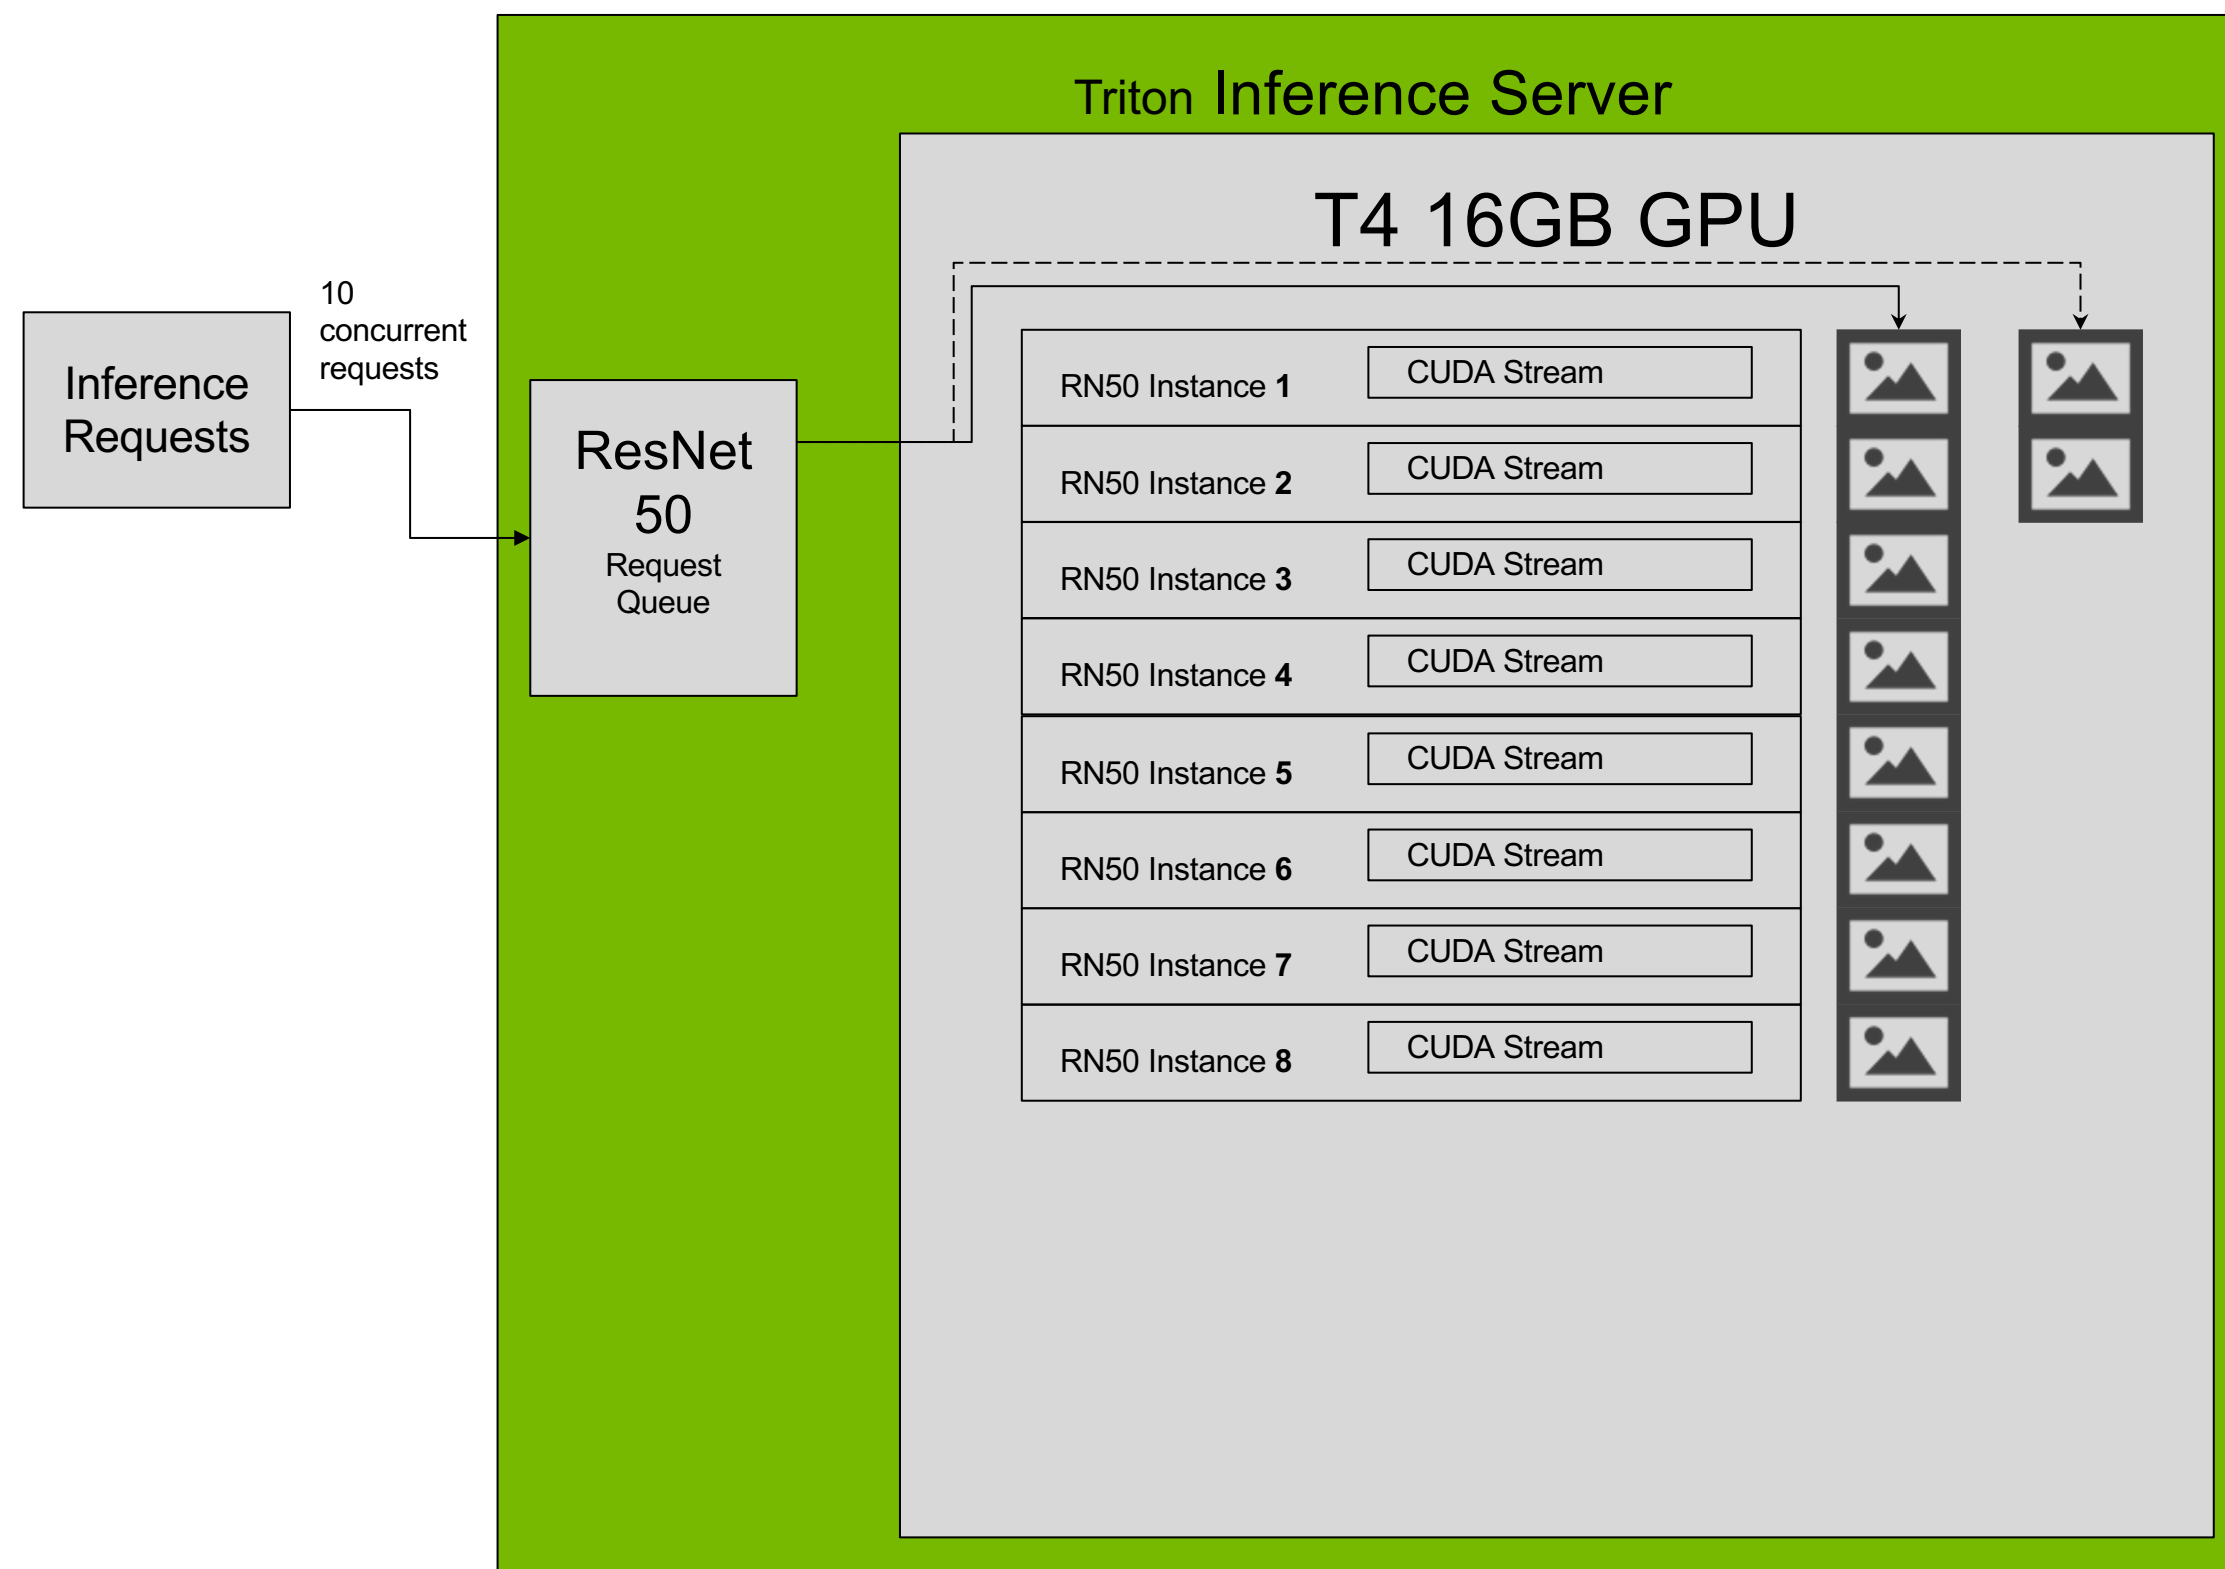 Triton Inference Server
T4 16GB GPU
10
concurrent
requests
Inference
Requests
ResNet
50
Request
Queue
RN50 Instance 1
CUDA Stream
RN50 Instance 2
CUDA Stream
RN50 Instance 3
CUDA Stream
RN50 Instance 4
CUDA Stream
RN50 Instance 5
CUDA Stream
RN50 Instance 6
CUDA Stream
RN50 Instance 7
CUDA Stream
RN50 Instance 8
CUDA Stream